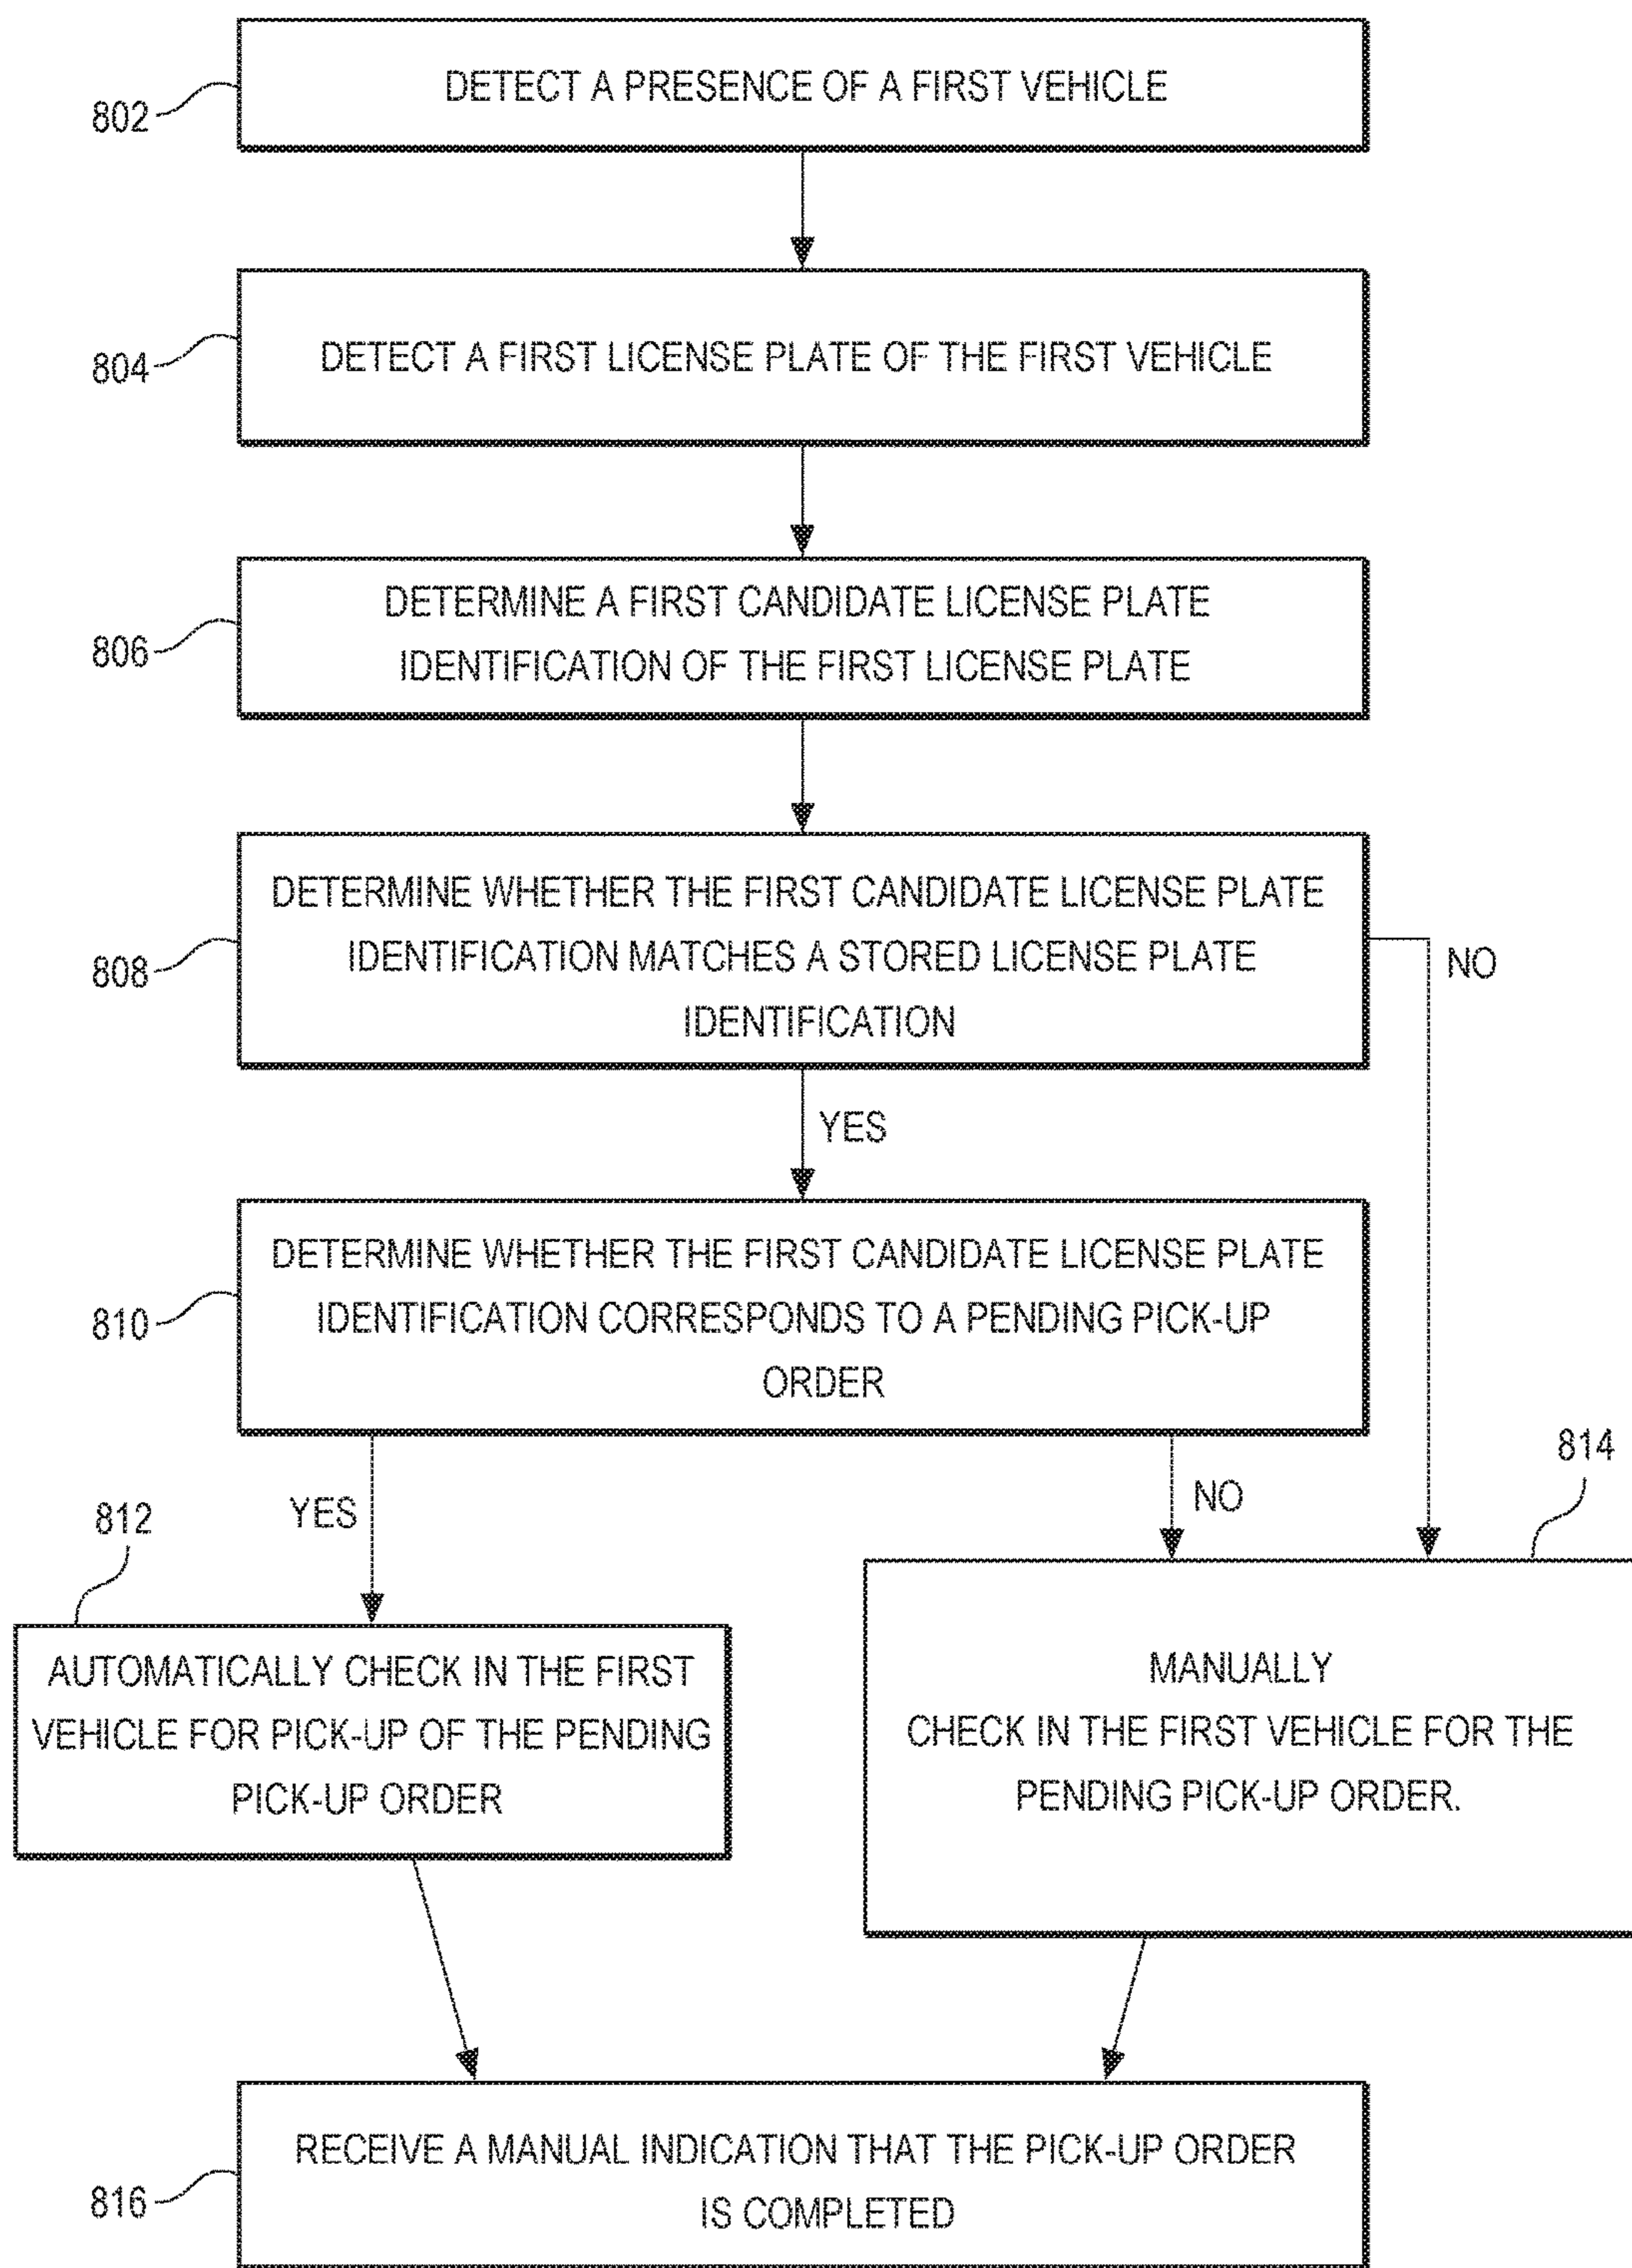 802
DETECT A PRESENCE OF A FIRST VEHICLE
804
DETECT A FIRST LICENSE PLATE OF THE FIRST VEHICLE
806
DETERMINE A FIRST CANDIDATE LICENSE PLATE
IDENTIFICATION OF THE FIRST LICENSE PLATE
808
DETERMINE WHETHER THE FIRST CANDIDATE LICENSE PLATE
IDENTIFICATION MATCHES A STORED LICENSE PLATE
IDENTIFICATION
NO
YES
810
DETERMINE WHETHER THE FIRST CANDIDATE LICENSE PLATE
IDENTIFICATION CORRESPONDS TO A PENDING PICK-UP
ORDER
YES
NO
812
AUTOMATICALLY CHECK IN THE FIRST
VEHICLE FOR PICK-UP OF THE PENDING
PICK-UP ORDER
814
MANUALLY
CHECK IN THE FIRST VEHICLE FOR THE
PENDING PICK-UP ORDER.
816
RECEIVE A MANUAL INDICATION THAT THE PICK-UP ORDER
IS COMPLETED